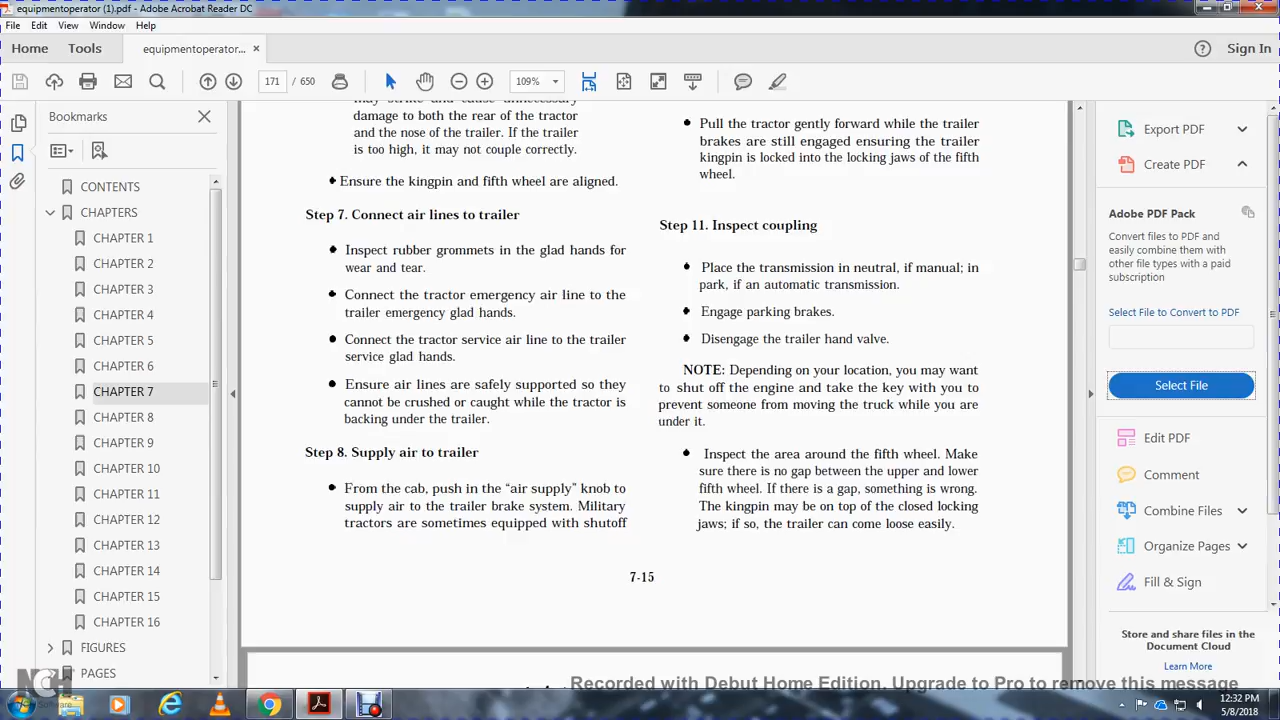 equipmentoperator (1).pdf - Adobe Acrobat Reader DC
File Edit View Window Help
Home Tools equipmentoperator... × Sign In
171 / 650 109%
Bookmarks
CONTENTS
CHAPTERS
CHAPTER 1
CHAPTER 2
CHAPTER 3
CHAPTER 4
CHAPTER 5
CHAPTER 6
CHAPTER 7
CHAPTER 8
CHAPTER 9
CHAPTER 10
CHAPTER 11
CHAPTER 12
CHAPTER 13
CHAPTER 14
CHAPTER 15
CHAPTER 16
FIGURES
PAGES
may strike and cause unnecessary
damage to both the rear of the tractor
and the nose of the trailer. If the trailer
is too high, it may not couple correctly.
Ensure the kingpin and fifth wheel are aligned.
Step 7. Connect air lines to trailer
Inspect rubber grommets in the glad hands for
wear and tear.
Connect the tractor emergency air line to the
trailer emergency glad hands.
Connect the tractor service air line to the trailer
service glad hands.
Ensure air lines are safely supported so they
cannot be crushed or caught while the tractor is
backing under the trailer.
Step 8. Supply air to trailer
From the cab, push in the “air supply” knob to
supply air to the trailer brake system. Military
tractors are sometimes equipped with shutoff
Pull the tractor gently forward while the trailer
brakes are still engaged ensuring the trailer
kingpin is locked into the locking jaws of the fifth
wheel.
Step 11. Inspect coupling
Place the transmission in neutral, if manual; in
park, if an automatic transmission.
Engage parking brakes.
Disengage the trailer hand valve.
NOTE: Depending on your location, you may want
to shut off the engine and take the key with you to
prevent someone from moving the truck while you are
under it.
Inspect the area around the fifth wheel. Make
sure there is no gap between the upper and lower
fifth wheel. If there is a gap, something is wrong.
The kingpin may be on top of the closed locking
jaws; if so, the trailer can come loose easily.
7-15
Export PDF
Create PDF
Adobe PDF Pack
Convert files to PDF and
easily combine them with
other file types with a paid
subscription
Select File to Convert to PDF
Select File
Edit PDF
Comment
Combine Files
Organize Pages
Fill & Sign
Store and share files in the
Document Cloud
Learn More
NCH Software
Recorded with Debut Home Edition. Upgrade to Pro to remove this message
12:32 PM
5/8/2018